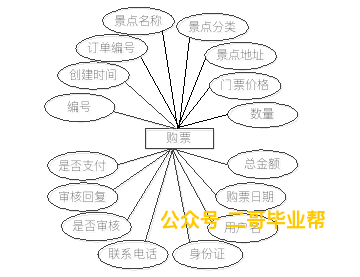 景点名称
景点分类
订单编号
景点地址
创建时间
门票价格
编号
数量
购票
是否支付
总金额
审核回复
购票日期
是否审核
用户名
公众号 二哥毕业帮
联系电话
身份证